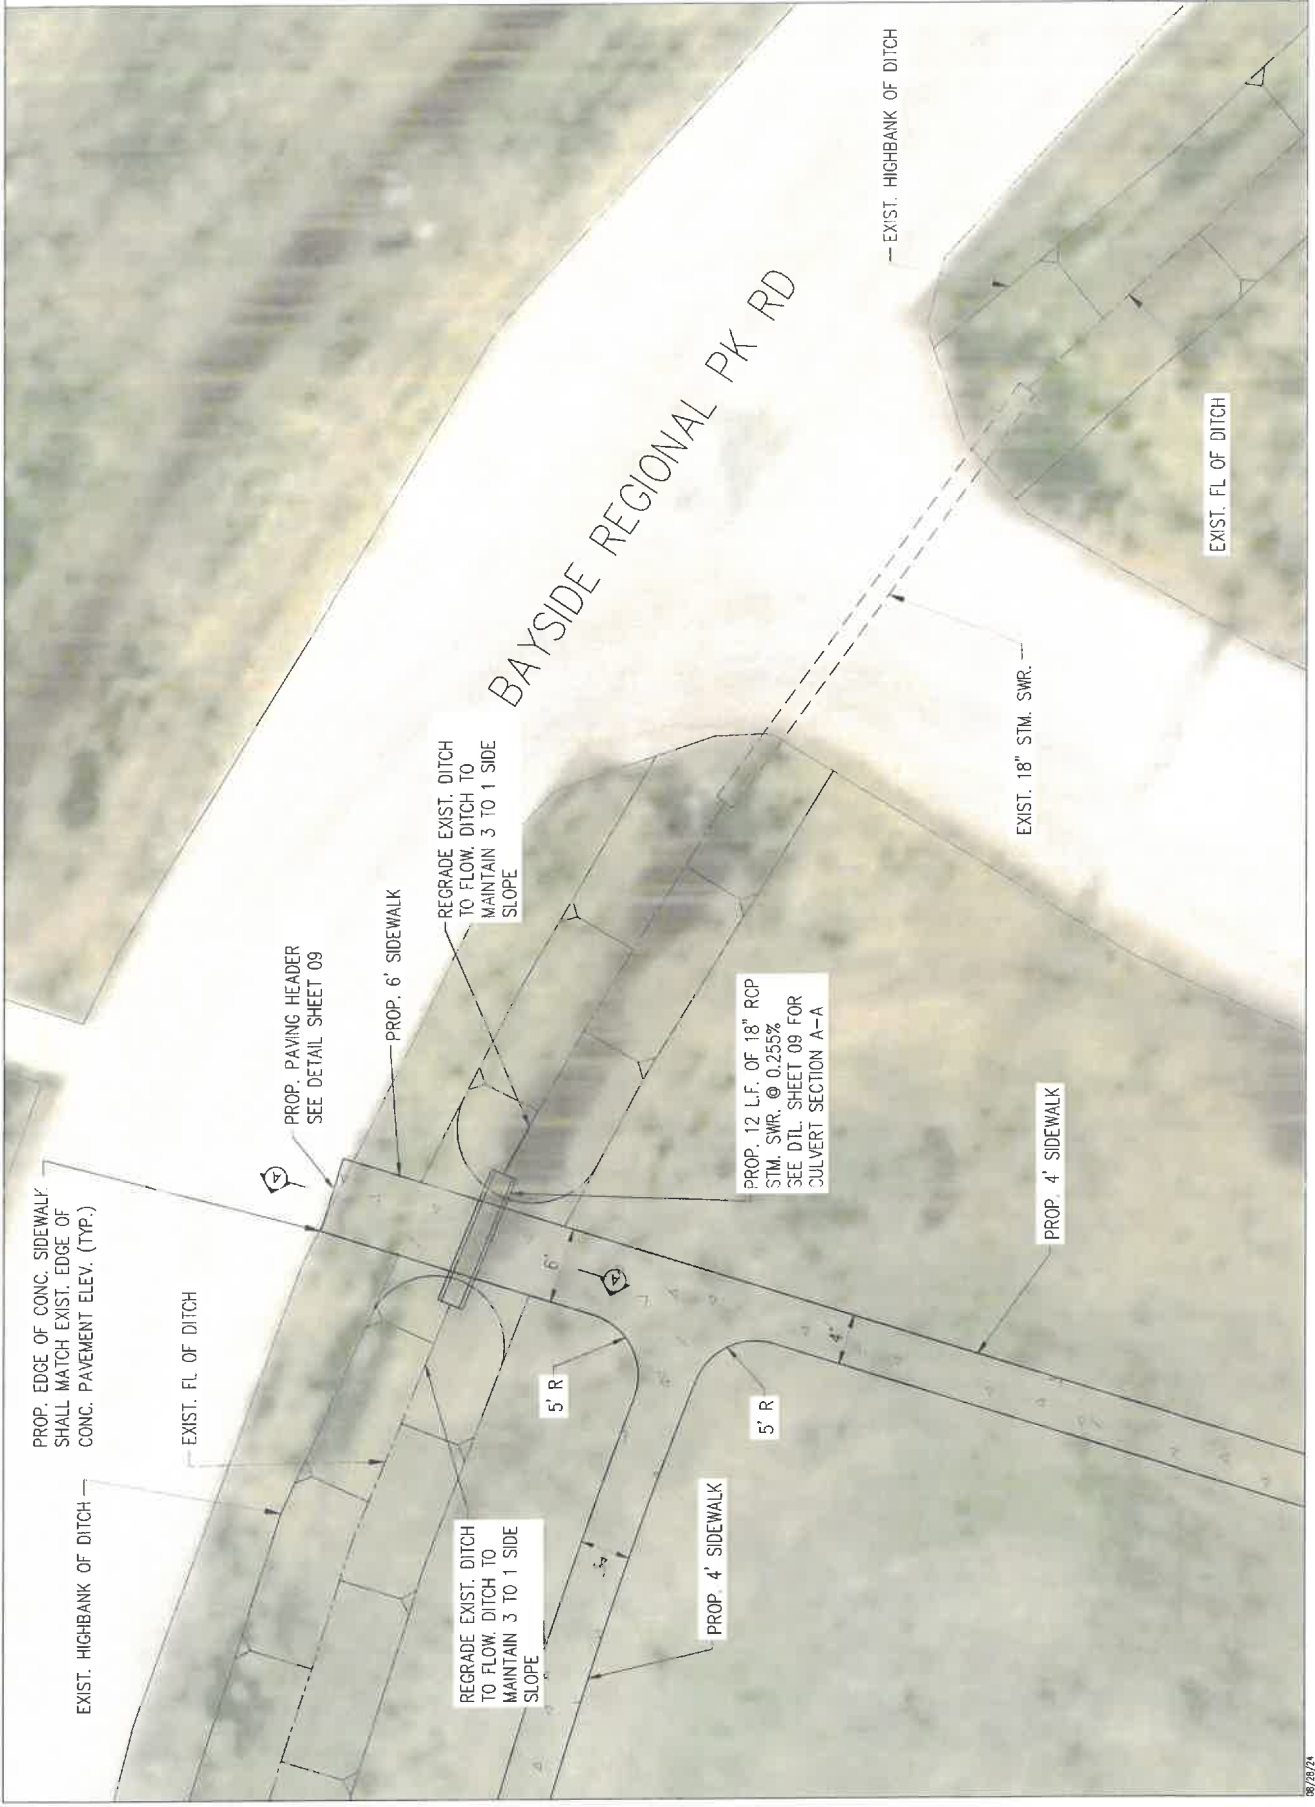 PROP. EDGE OF CONC. SIDEWALK
SHALL MATCH EXIST. EDGE OF
CONC. PAVEMENT ELEV. (TYP.)
EXIST. HIGHBANK OF DITCH
EXIST. FL OF DITCH
PROP. PAVING HEADER
SEE DETAIL SHEET 09
PROP. 6' SIDEWALK
REGRADE EXIST. DITCH
TO FLOW. DITCH TO
MAINTAIN 3 TO 1 SIDE
SLOPE
BAYSIDE REGIONAL PK RD
EXIST. HIGHBANK OF DITCH
A
A
6'
5' R
REGRADE EXIST. DITCH
TO FLOW. DITCH TO
MAINTAIN 3 TO 1 SIDE
SLOPE
4'
PROP. 4' SIDEWALK
5' R
4'
PROP. 12 L.F. OF 18" RCP
STM. SWR. @ 0.255%
SEE DTL. SHEET 09 FOR
CULVERT SECTION A-A
PROP. 4' SIDEWALK
EXIST. 18" STM. SWR.
EXIST. FL OF DITCH
08/28/24